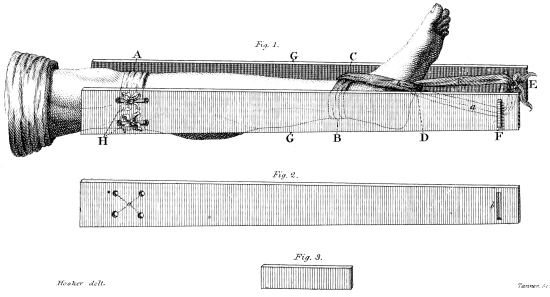 Fig. 1.
A
G
C
E
a
H
G
B
D
F
Fig. 2.
a
b
Fig. 3.
Hooker delt.
Tanner Sc.